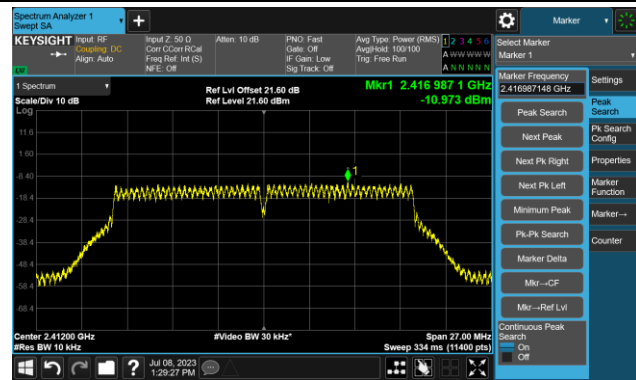 Spectrum Analyzer 1
Swept SA
+
Marker
KEYSIGHT
Input: RF
Coupling: DC
Align: Auto
Input Z: 50 Ω
Corr CCorr RCal
Freq Ref: Int (S)
NFE: Off
Atten: 10 dB
PNO: Fast
Gate: Off
IF Gain: Low
Sig Track: Off
Avg Type: Power (RMS)
Avg|Hold: 100/100
Trig: Free Run
1 2 3 4 5 6
A W W W W W
A N N N N N
LW
Select Marker
Marker 1
1 Spectrum
Scale/Div 10 dB
Log
Ref Lvl Offset 21.60 dB
Ref Level 21.60 dBm
Mkr1 2.416 987 1 GHz
-10.973 dBm
11.6
1.60
-8.40
-18.4
-28.4
-38.4
-48.4
-58.4
-68.4
1
Center 2.41200 GHz
#Res BW 10 kHz
#Video BW 30 kHz*
Span 27.00 MHz
Sweep 334 ms (11400 pts)
Marker Frequency
2.416987148 GHz
Peak Search
Next Peak
Next Pk Right
Next Pk Left
Minimum Peak
Pk-Pk Search
Marker Delta
Mkr→CF
Mkr→Ref Lvl
Continuous Peak
Search
On
Off
Settings
Peak
Search
Pk Search
Config
Properties
Marker
Function
Marker→
Counter
?
Jul 08, 2023
1:29:27 PM